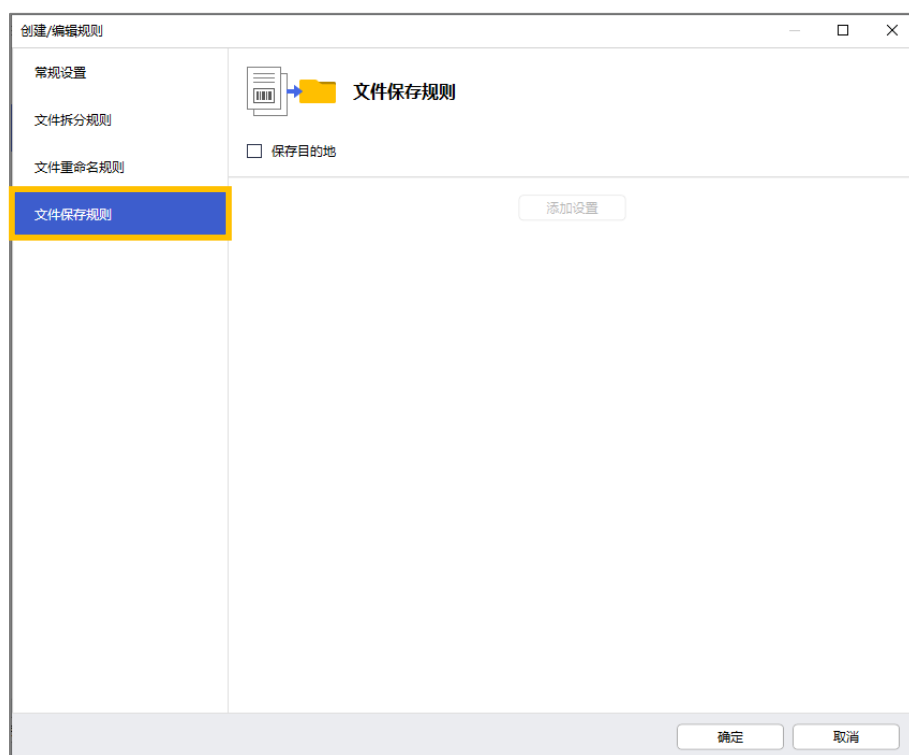 创建/编辑规则
常规设置
文件拆分规则
文件重命名规则
文件保存规则
文件保存规则
保存目的地
添加设置
确定
取消